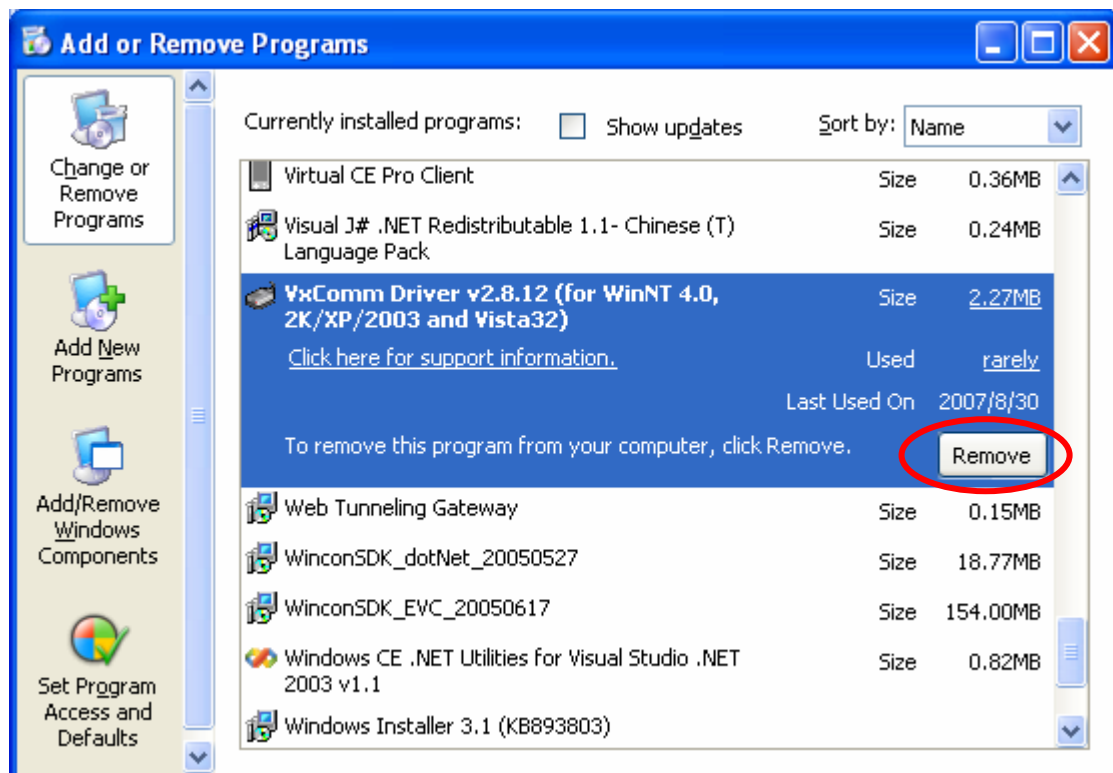 Add or Remove Programs
Change or
Remove
Programs
Add New
Programs
Add/Remove
Windows
Components
Set Program
Access and
Defaults
Currently installed programs: Show updates Sort by: Name
Virtual CE Pro Client Size 0.36MB
Visual J# .NET Redistributable 1.1- Chinese (T) Size 0.24MB
Language Pack
VxComm Driver v2.8.12 (for WinNT 4.0, Size 2.27MB
2K/XP/2003 and Vista32)
Click here for support information. Used rarely
Last Used On 2007/8/30
To remove this program from your computer, click Remove. Remove
Web Tunneling Gateway Size 0.15MB
WinconSDK_dotNet_20050527 Size 18.77MB
WinconSDK_EVC_20050617 Size 154.00MB
Windows CE .NET Utilities for Visual Studio .NET Size 0.82MB
2003 v1.1
Windows Installer 3.1 (KB893803)